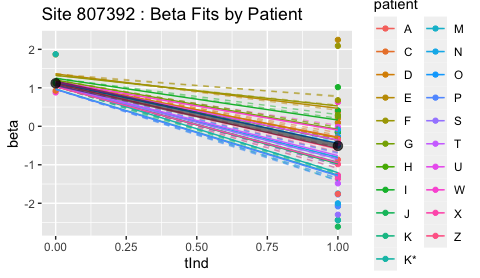 Site 807392 : Beta Fits by Patient
beta
2
1
0
-1
-2
0.00 0.25 0.50 0.75 1.00
tInd
patient
A
C
D
E
F
G
H
I
J
K
K*
M
N
O
P
S
T
U
W
X
Z